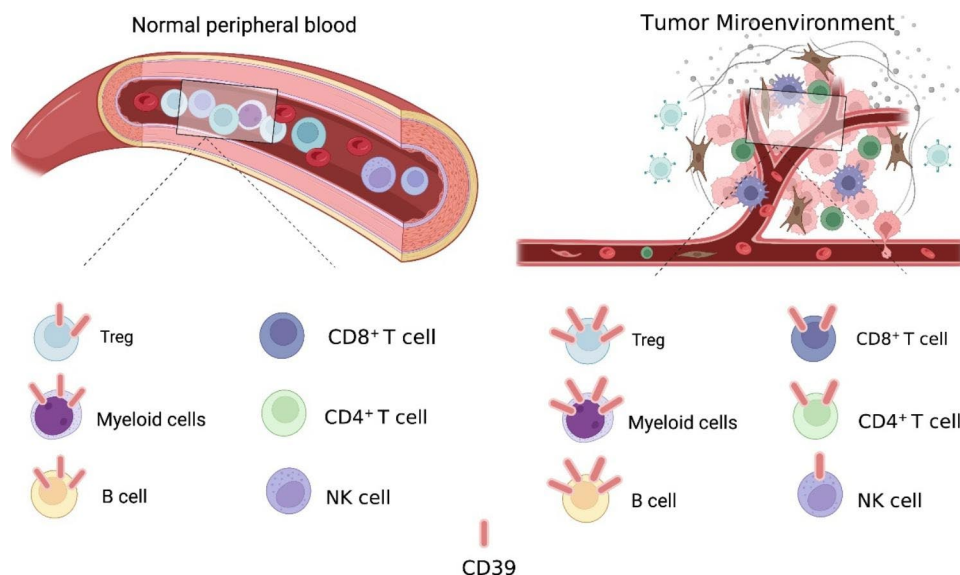 Normal peripheral blood
Tumor Miroenvironment
Treg
CD8⁺ T cell
Myeloid cells
CD4⁺ T cell
B cell
NK cell
Treg
CD8⁺ T cell
Myeloid cells
CD4⁺ T cell
B cell
NK cell
CD39